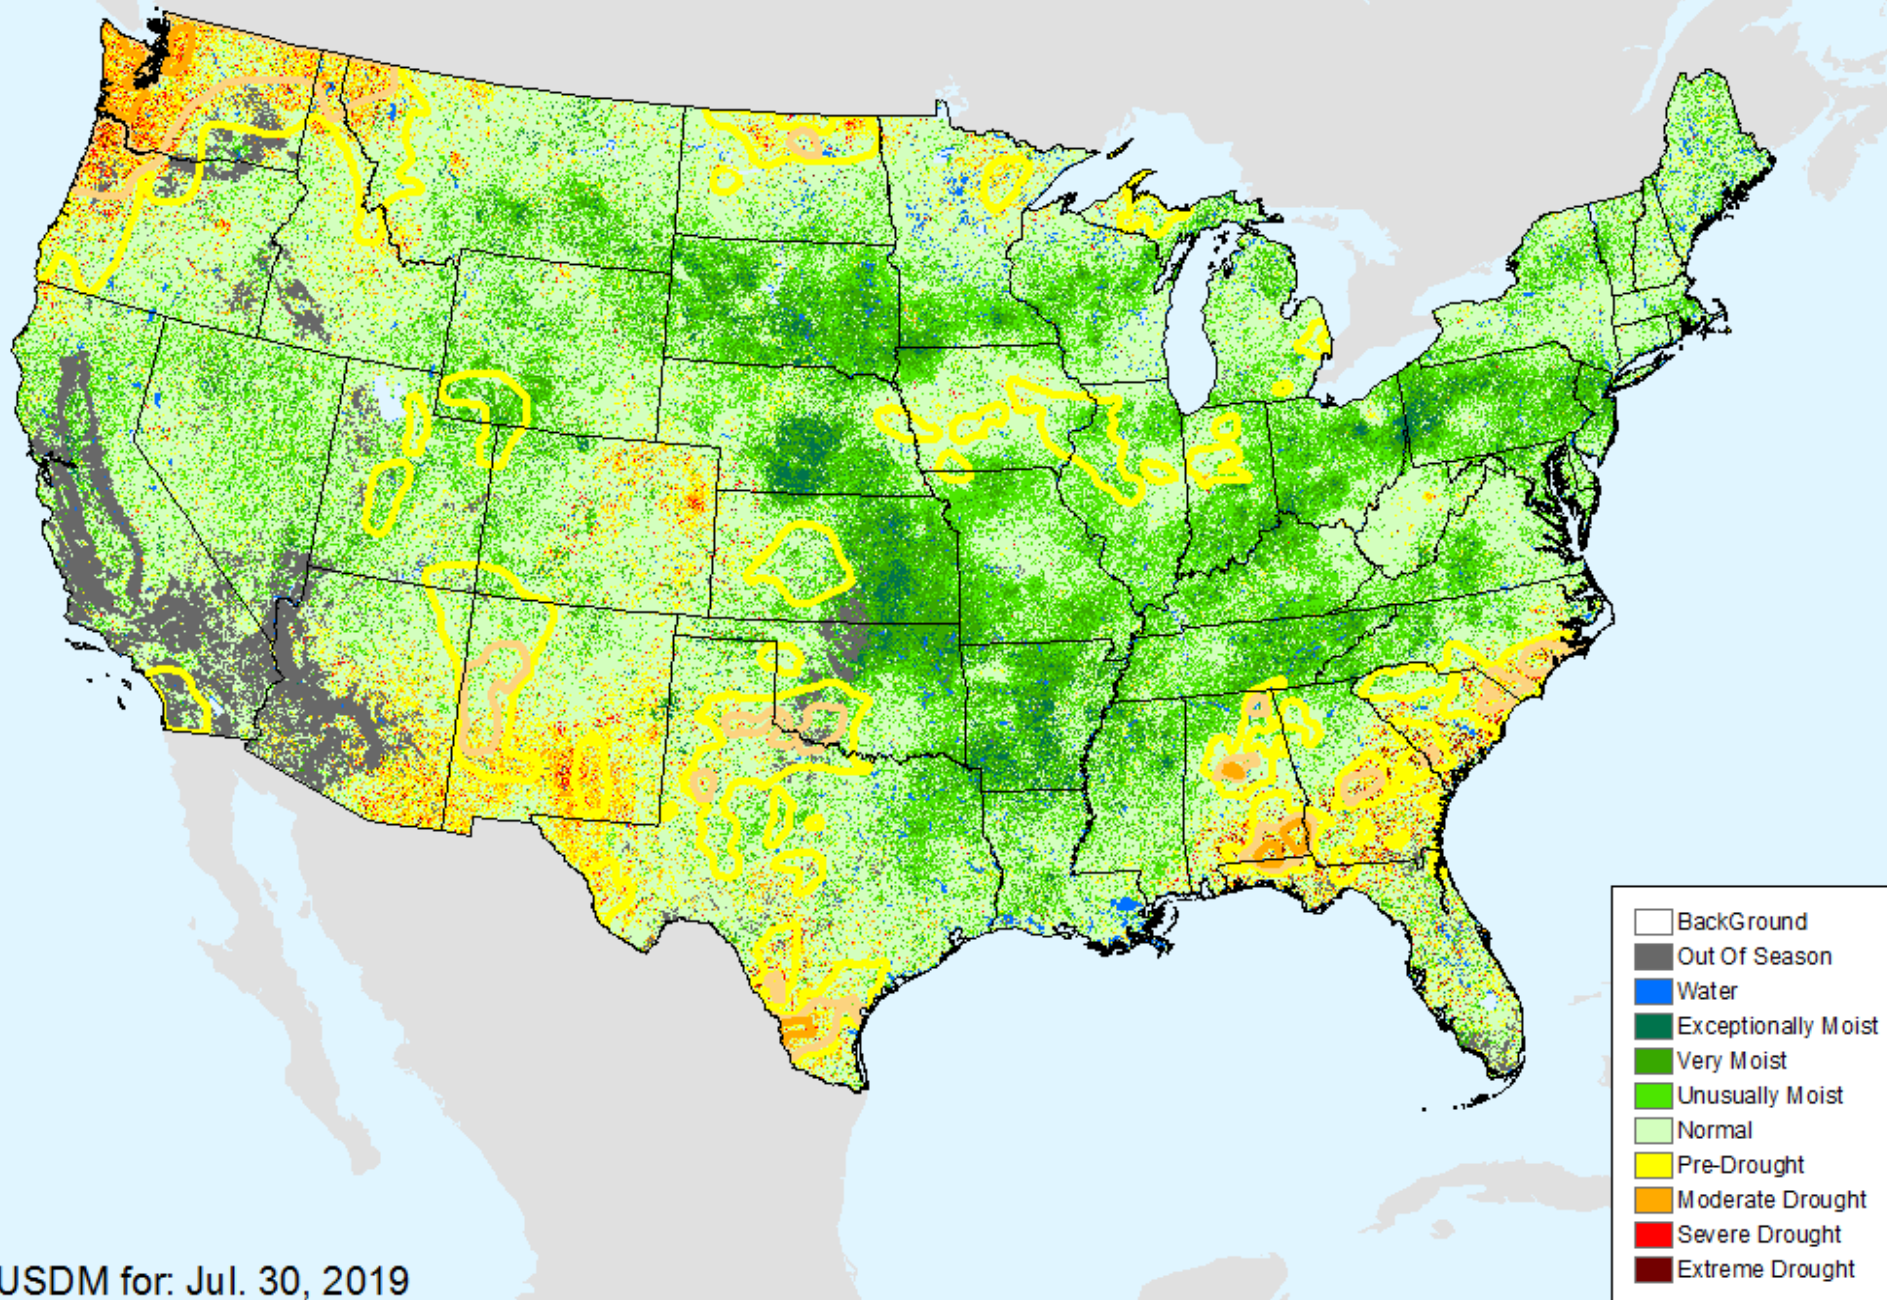 BackGround
Out Of Season
Water
Exceptionally Moist
Very Moist
Unusually Moist
Normal
Pre-Drought
Moderate Drought
Severe Drought
Extreme Drought
USDM for: Jul. 30, 2019